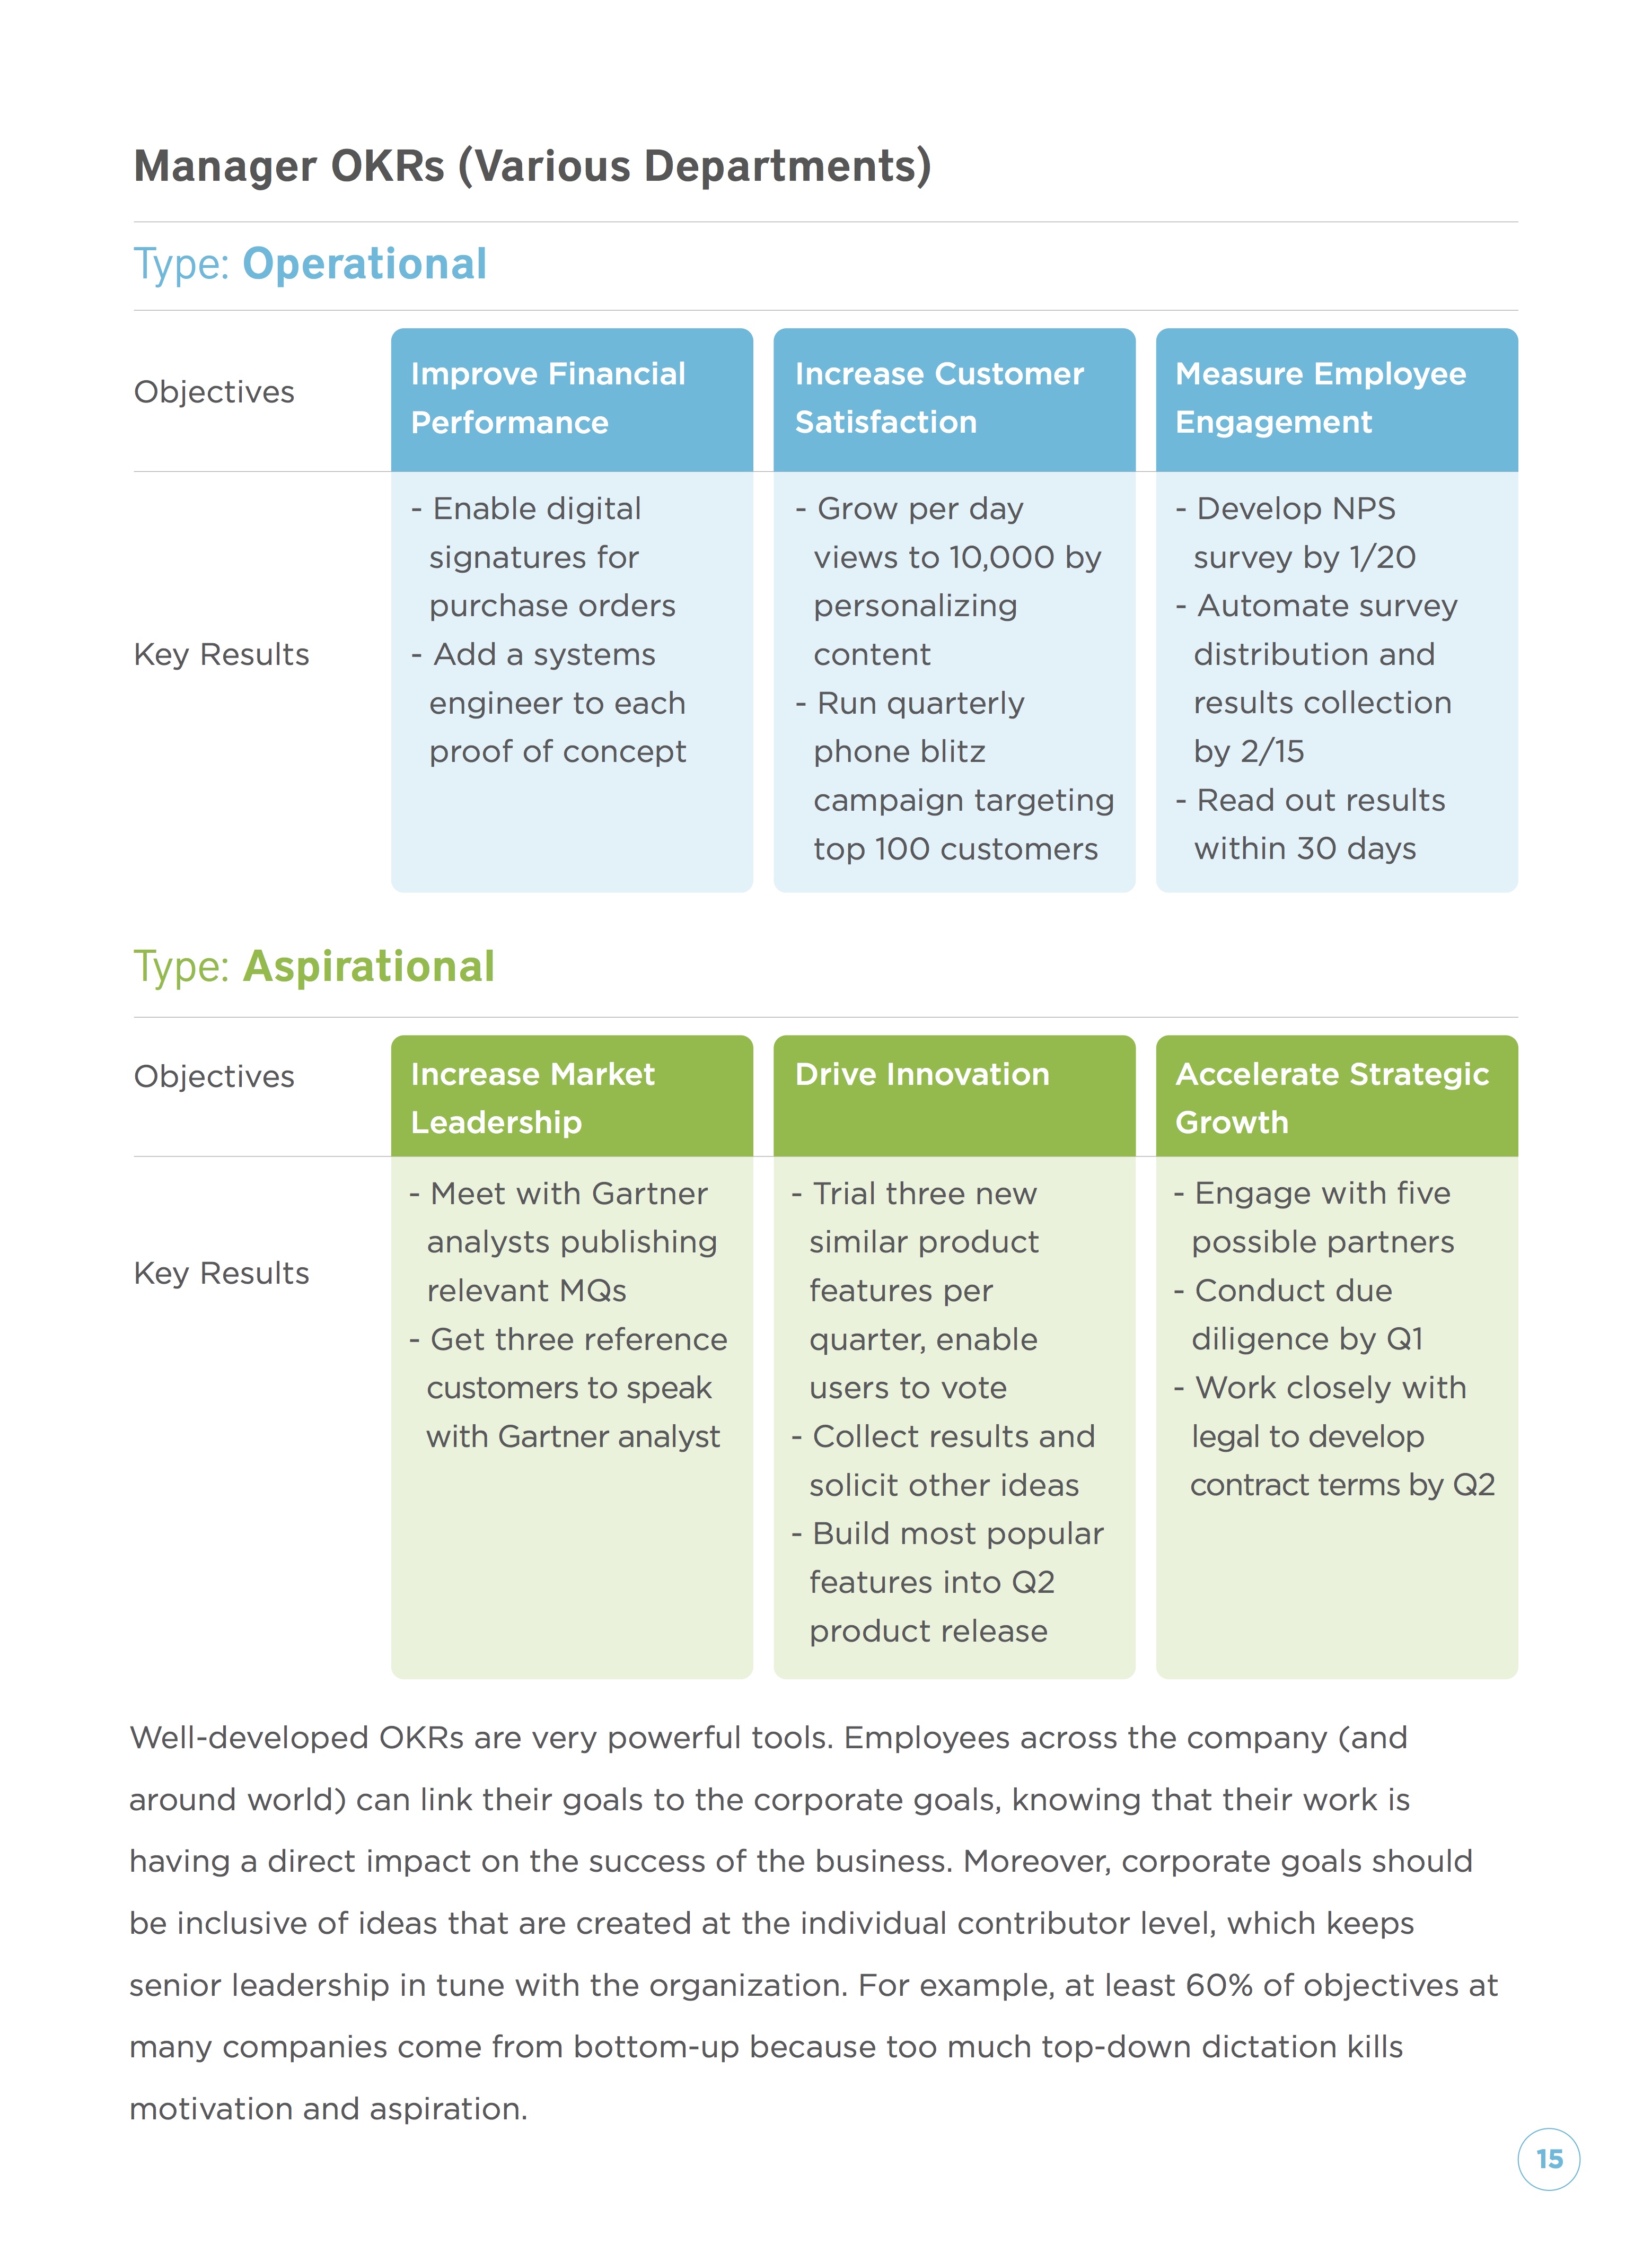 Manager OKRs (Various Departments)
Type: Operational
Objectives
Improve Financial
Performance
Increase Customer
Satisfaction
Measure Employee
Engagement
Key Results
- Enable digital
signatures for
purchase orders
- Add a systems
engineer to each
proof of concept
- Grow per day
views to 10,000 by
personalizing
content
- Run quarterly
phone blitz
campaign targeting
top 100 customers
- Develop NPS
survey by 1/20
- Automate survey
distribution and
results collection
by 2/15
- Read out results
within 30 days
Type: Aspirational
Objectives
Increase Market
Leadership
Drive Innovation
Accelerate Strategic
Growth
Key Results
- Meet with Gartner
analysts publishing
relevant MQs
- Get three reference
customers to speak
with Gartner analyst
- Trial three new
similar product
features per
quarter, enable
users to vote
- Collect results and
solicit other ideas
- Build most popular
features into Q2
product release
- Engage with five
possible partners
- Conduct due
diligence by Q1
- Work closely with
legal to develop
contract terms by Q2
Well-developed OKRs are very powerful tools. Employees across the company (and
around world) can link their goals to the corporate goals, knowing that their work is
having a direct impact on the success of the business. Moreover, corporate goals should
be inclusive of ideas that are created at the individual contributor level, which keeps
senior leadership in tune with the organization. For example, at least 60% of objectives at
many companies come from bottom-up because too much top-down dictation kills
motivation and aspiration.
15